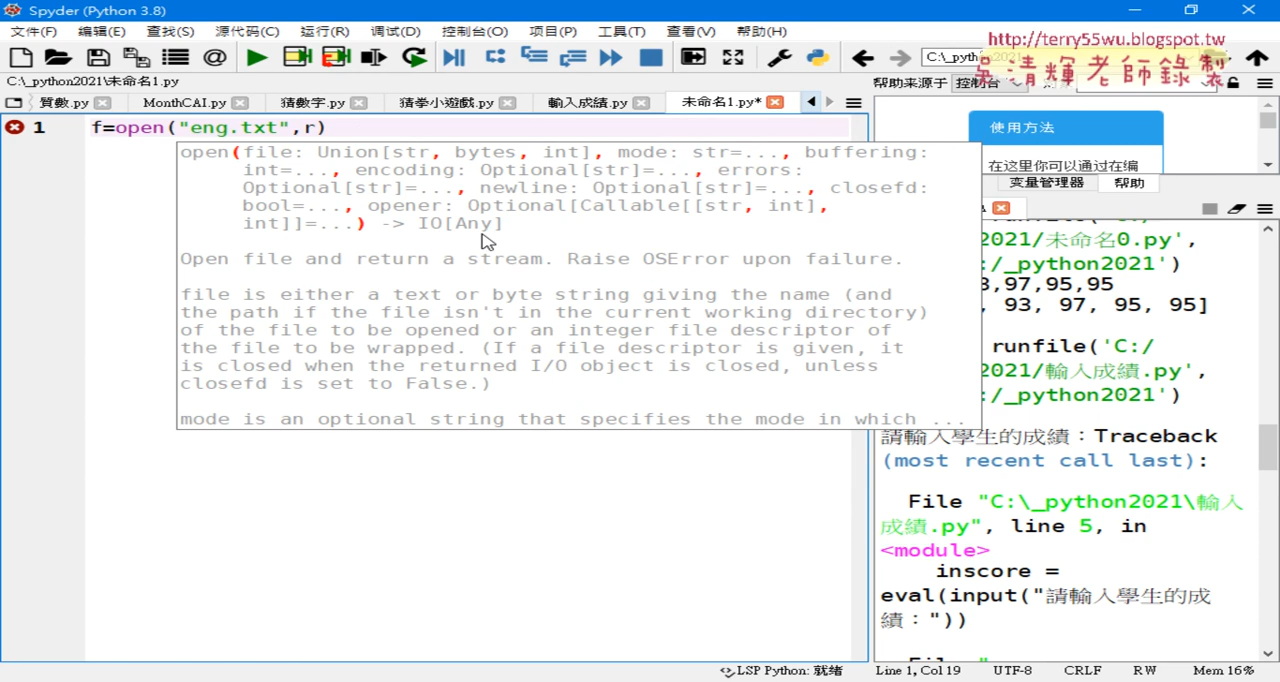 Spyder (Python 3.8)
文件(F) 编辑(E) 查找(S) 源代码(C) 运行(R) 调试(D) 控制台(O) 项目(P) 工具(T) 查看(V) 帮助(H)
http://terry55wu.blogspot.tw
吳清輝老師錄製
C:\_pyth
C:\_python2021\未命名1.py
帮助来源于 控制台
質數.py MonthCAI.py 猜數字.py 猜拳小遊戲.py 輸入成績.py 未命名1.py*
1 f=open("eng.txt",r)
open(file: Union[str, bytes, int], mode: str=..., buffering:
int=..., encoding: Optional[str]=..., errors:
Optional[str]=..., newline: Optional[str]=..., closefd:
bool=..., opener: Optional[Callable[[str, int],
int]]=...) -> IO[Any]
Open file and return a stream. Raise OSError upon failure.
file is either a text or byte string giving the name (and
the path if the file isn't in the current working directory)
of the file to be opened or an integer file descriptor of
the file to be wrapped. (If a file descriptor is given, it
is closed when the returned I/O object is closed, unless
closefd is set to False.)
mode is an optional string that specifies the mode in which ...
使用方法
在这里你可以通过在编
变量管理器 帮助
2021/未命名0.py',
:/_python2021')
3,97,95,95
, 93, 97, 95, 95]
runfile('C:/
2021/輸入成績.py',
:/_python2021')
請輸入學生的成績：Traceback
(most recent call last):
File "C:\_python2021\輸入
成績.py", line 5, in
<module>
inscore =
eval(input("請輸入學生的成
績："))
File "
LSP Python: 就绪 Line 1, Col 19 UTF-8 CRLF RW Mem 16%